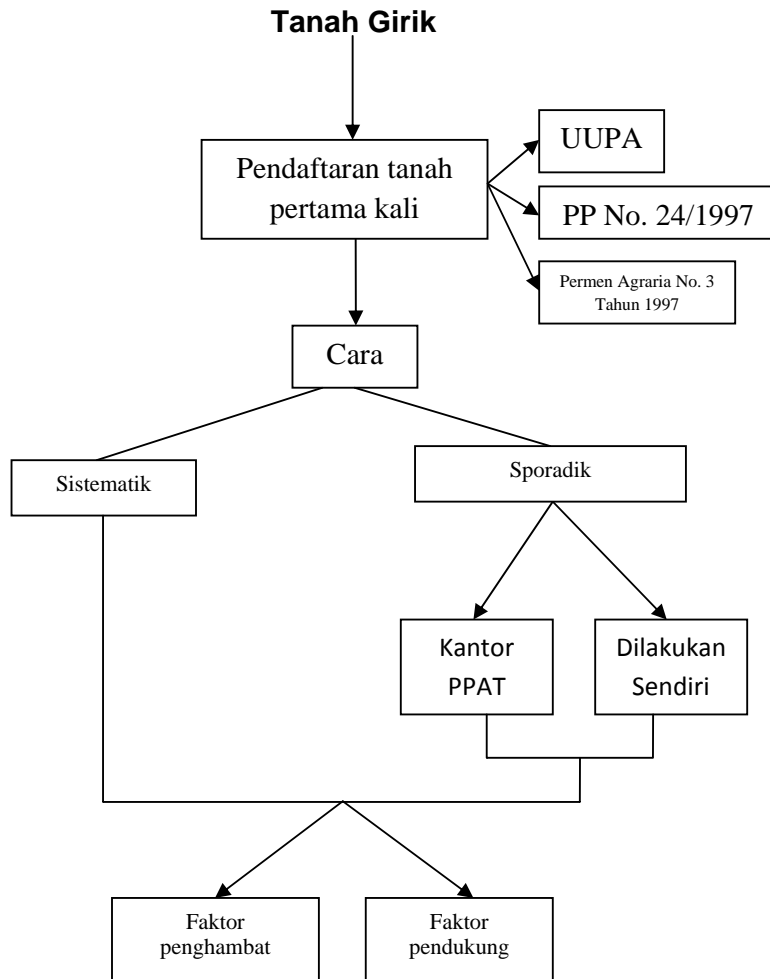 Tanah Girik
Pendaftaran tanah
pertama kali
UUPA
PP No. 24/1997
Permen Agraria No. 3
Tahun 1997
Cara
Sistematik
Sporadik
Kantor
PPAT
Dilakukan
Sendiri
Faktor
penghambat
Faktor
pendukung